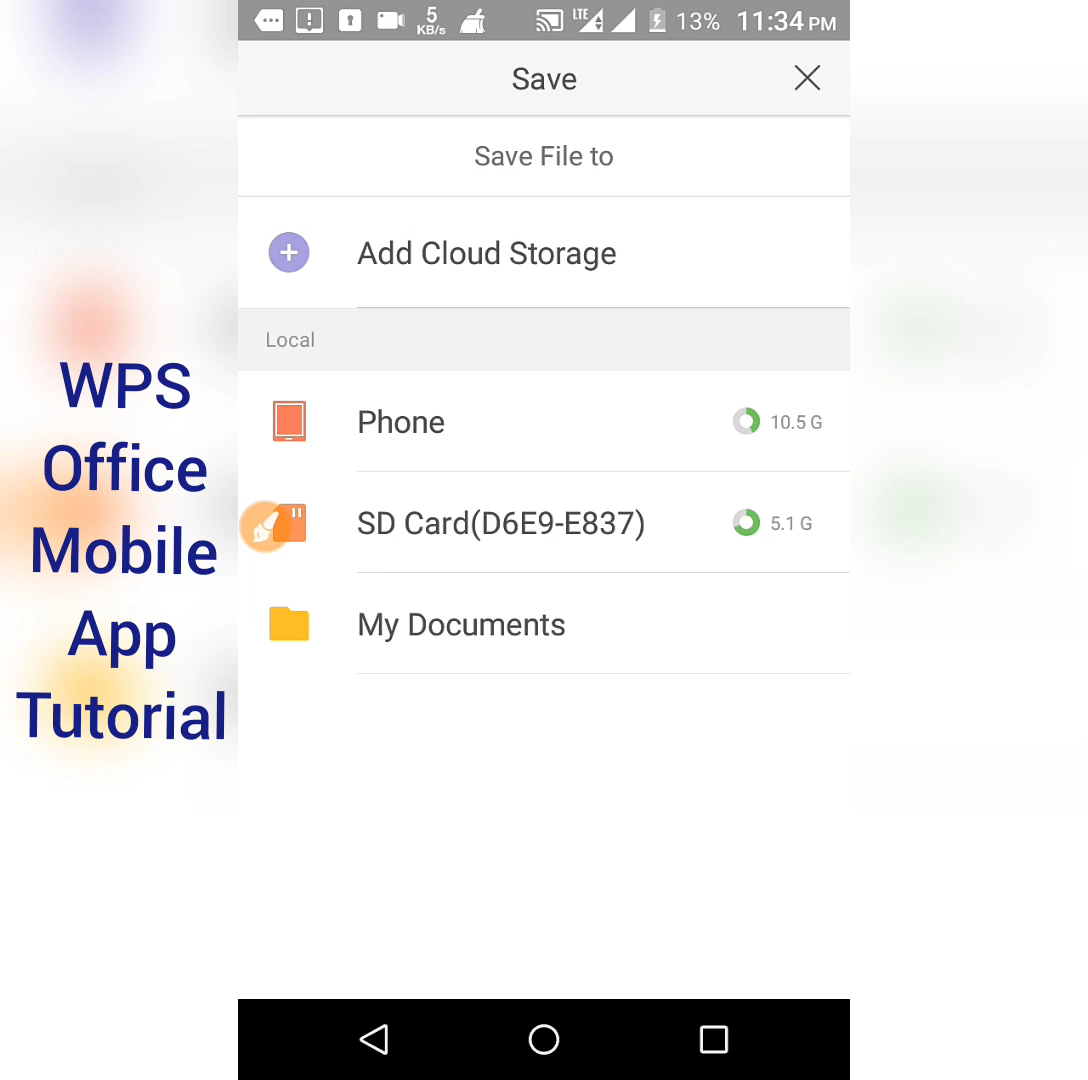 5 KB/s LTE 13% 11:34 PM
Save
Save File to
Add Cloud Storage
Local
Phone 10.5 G
SD Card(D6E9-E837) 5.1 G
My Documents
WPS
Office
Mobile
App
Tutorial